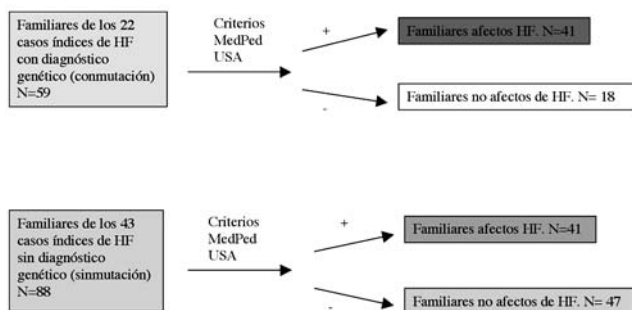 Familiares de los 22
casos índices de HF
con diagnóstico
genético (conmutación)
N=59
Criterios
MedPed
USA
+
Familiares afectos HF. N=41
-
Familiares no afectos de HF. N= 18
Familiares de los 43
casos índices de HF
sin diagnóstico
genético (sinmutación)
N=88
Criterios
MedPed
USA
+
Familiares afectos HF. N=41
-
Familiares no afectos de HF. N= 47